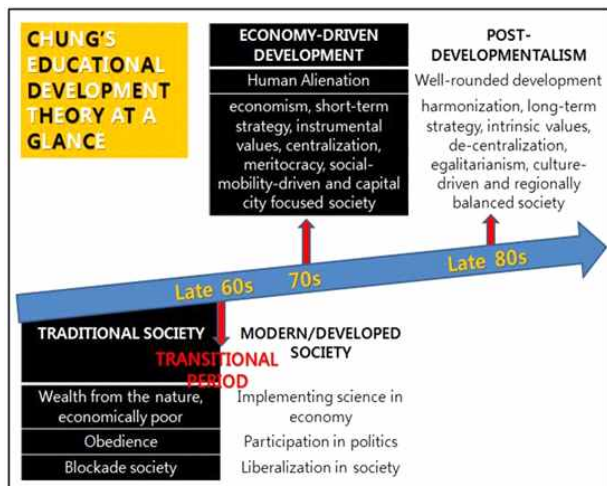 CHUNG'S
EDUCATIONAL
DEVELOPMENT
THEORY AT A
GLANCE
ECONOMY-DRIVEN
DEVELOPMENT
Human Alienation
economism, short-term
strategy, instrumental
values, centralization,
meritocracy, social-
mobility-driven and capital
city focused society
POST-
DEVELOPMENTALISM
Well-rounded development
harmonization, long-term
strategy, intrinsic values,
de-centralization,
egalitarianism, culture-
driven and regionally
balanced society
Late 60s
70s
Late 80s
TRADITIONAL SOCIETY
TRANSITIONAL
PERIOD
MODERN/DEVELOPED
SOCIETY
Wealth from the nature,
economically poor
Implementing science in
economy
Obedience
Participation in politics
Blockade society
Liberalization in society